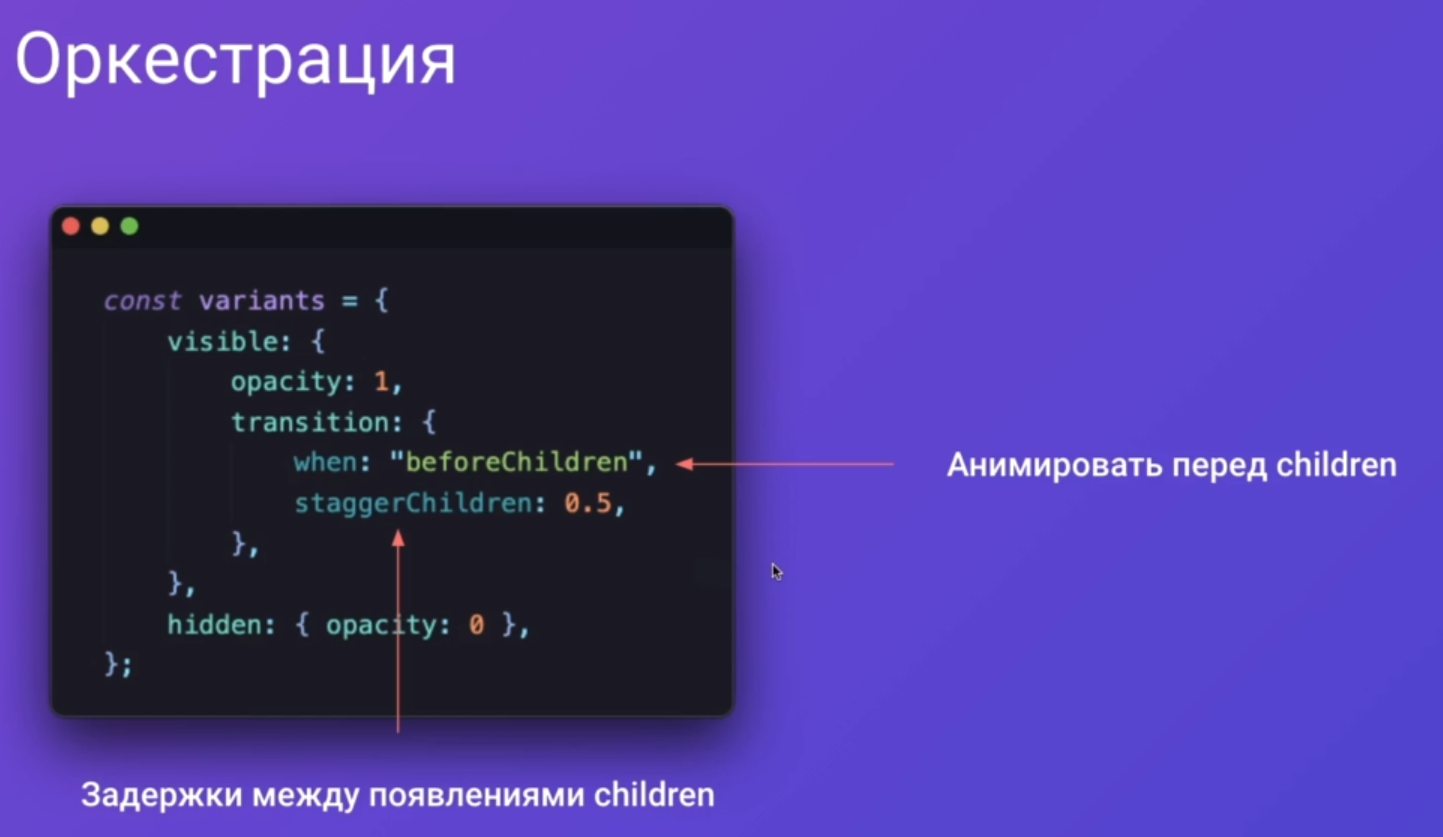 Оркестрация
const variants = {
    visible: {
        opacity: 1,
        transition: {
            when: "beforeChildren",
            staggerChildren: 0.5,
        },
    },
    hidden: { opacity: 0 },
};
Анимировать перед children
Задержки между появлениями children